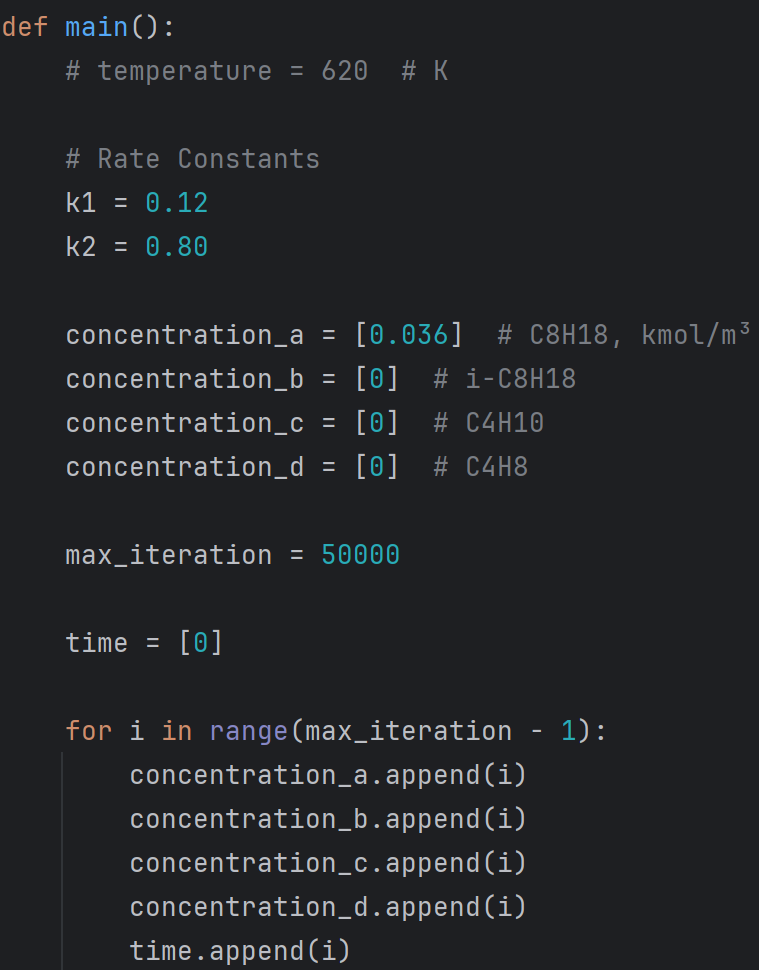 def main():
    # temperature = 620  # K

    # Rate Constants
    k1 = 0.12
    k2 = 0.80

    concentration_a = [0.036]  # C8H18, kmol/m³
    concentration_b = [0]  # i-C8H18
    concentration_c = [0]  # C4H10
    concentration_d = [0]  # C4H8

    max_iteration = 50000

    time = [0]

    for i in range(max_iteration - 1):
        concentration_a.append(i)
        concentration_b.append(i)
        concentration_c.append(i)
        concentration_d.append(i)
        time.append(i)